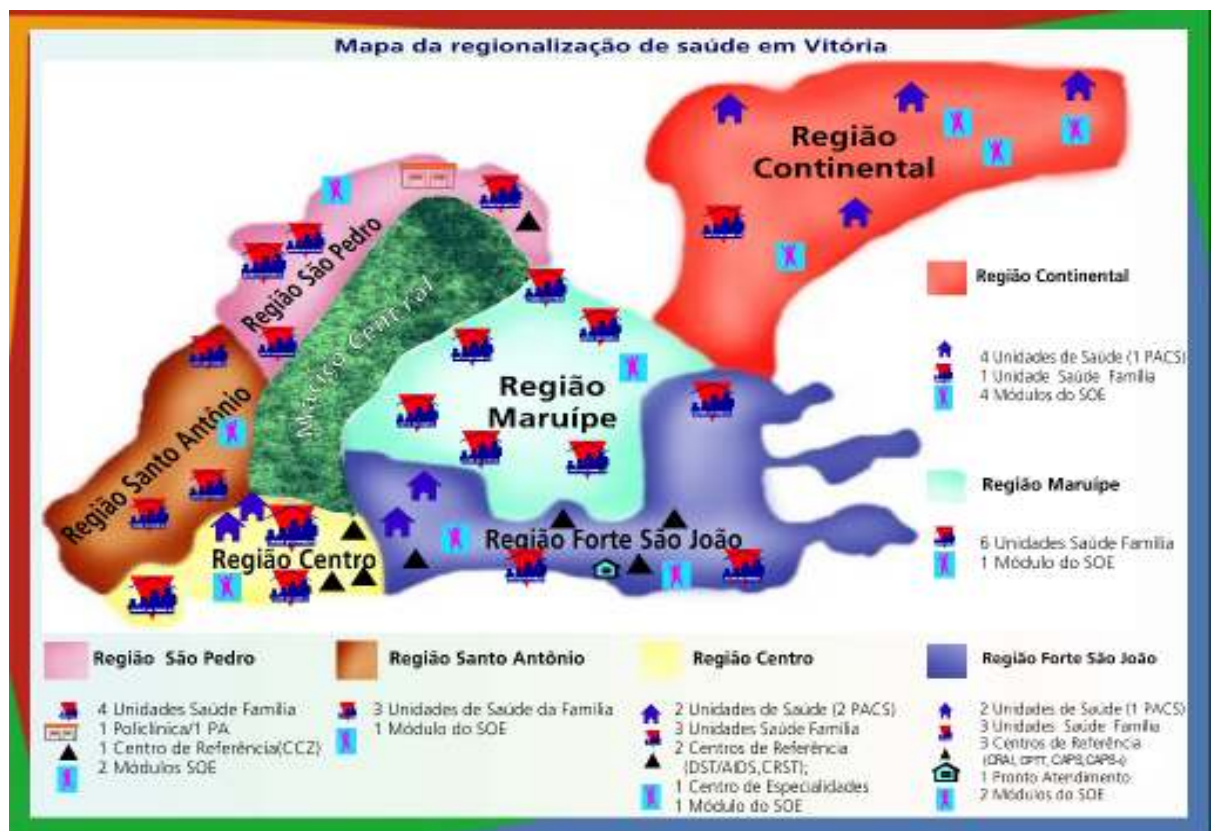 Mapa da regionalização de saúde em Vitória
Região
Continental
Região São Pedro
Maciço Central
Região
Maruípe
Região Santo Antônio
Região Centro
Região Forte São João
Região Continental
4 Unidades de Saúde (1 PACS)
1 Unidade Saúde Família
4 Módulos do SOE
Região Maruípe
6 Unidades Saúde Família
1 Módulo do SOE
Região São Pedro
4 Unidades Saúde Família
1 Policlínica/1 PA
1 Centro de Referência(CCZ)
2 Módulos SOE
Região Santo Antônio
3 Unidades de Saúde da Família
1 Módulo do SOE
Região Centro
2 Unidades de Saúde (2 PACS)
3 Unidades Saúde Família
2 Centros de Referência
(DST/AIDS,CRST);
1 Centro de Especialidades
1 Módulo do SOE
Região Forte São João
2 Unidades de Saúde (1 PACS)
3 Unidades Saúde Família
3 Centros de Referência
CAPS,
1 Pronto Atendimento
2 Módulos do SOE